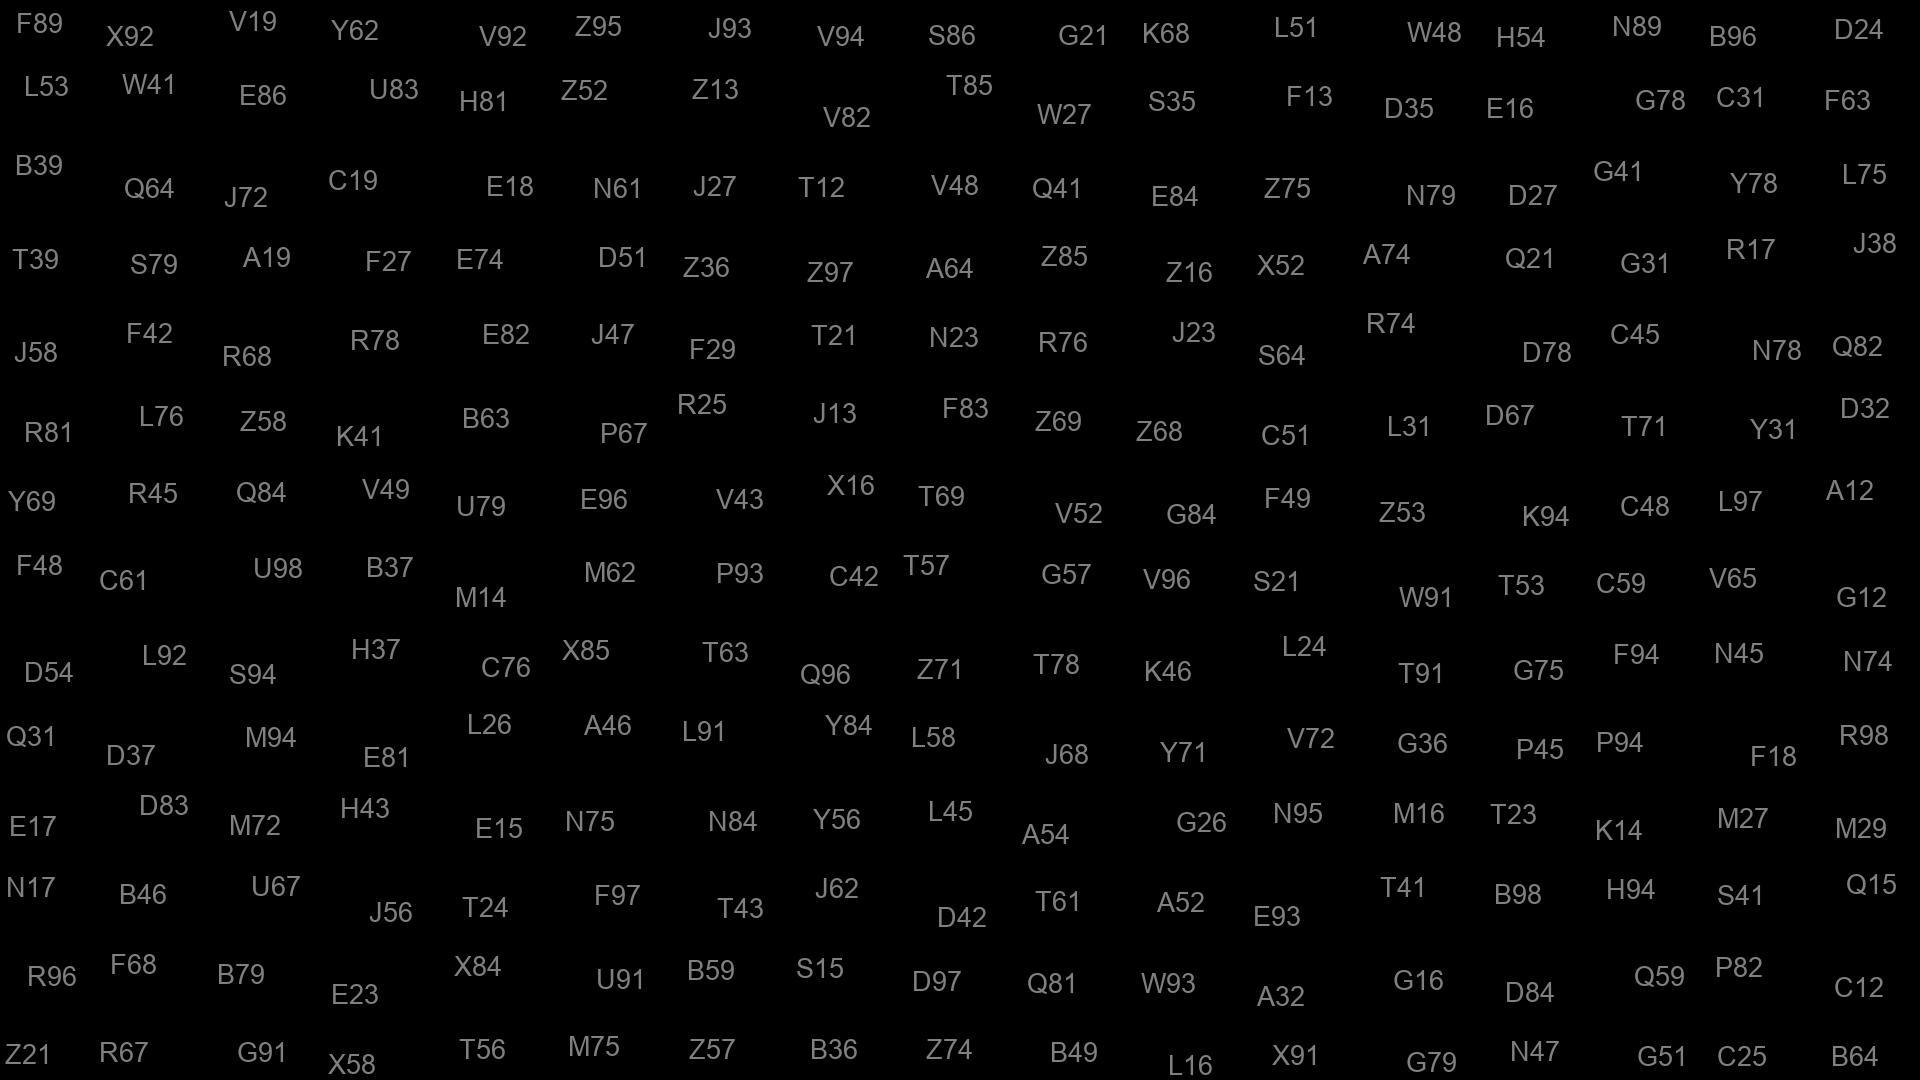 F89 X92 V19 Y62 V92 Z95 J93 V94 S86 G21 K68 L51 W48 H54 N89 B96 D24
L53 W41 E86 U83 H81 Z52 Z13 V82 T85 W27 S35 F13 D35 E16 G78 C31 F63
B39 Q64 J72 C19 E18 N61 J27 T12 V48 Q41 E84 Z75 N79 D27 G41 Y78 L75
T39 S79 A19 F27 E74 D51 Z36 Z97 A64 Z85 Z16 X52 A74 Q21 G31 R17 J38
J58 F42 R68 R78 E82 J47 F29 T21 N23 R76 J23 S64 R74 D78 C45 N78 Q82
R81 L76 Z58 K41 B63 P67 R25 J13 F83 Z69 Z68 C51 L31 D67 T71 Y31 D32
Y69 R45 Q84 V49 U79 E96 V43 X16 T69 V52 G84 F49 Z53 K94 C48 L97 A12
F48 C61 U98 B37 M14 M62 P93 C42 T57 G57 V96 S21 W91 T53 C59 V65 G12
D54 L92 S94 H37 C76 X85 T63 Q96 Z71 T78 K46 L24 T91 G75 F94 N45 N74
Q31 D37 M94 E81 L26 A46 L91 Y84 L58 J68 Y71 V72 G36 P45 P94 F18 R98
E17 D83 M72 H43 E15 N75 N84 Y56 L45 A54 G26 N95 M16 T23 K14 M27 M29
N17 B46 U67 J56 T24 F97 T43 J62 D42 T61 A52 E93 T41 B98 H94 S41 Q15
R96 F68 B79 E23 X84 U91 B59 S15 D97 Q81 W93 A32 G16 D84 Q59 P82 C12
Z21 R67 G91 X58 T56 M75 Z57 B36 Z74 B49 L16 X91 G79 N47 G51 C25 B64